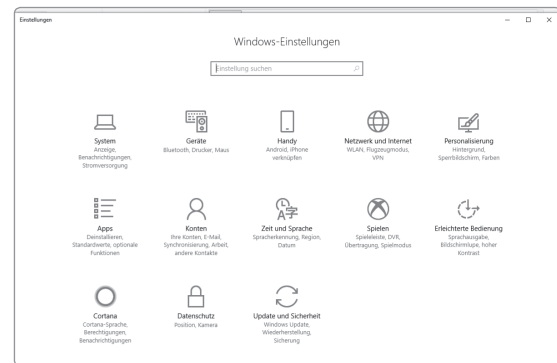 Einstellungen
Windows-Einstellungen
Einstellung suchen
System
Anzeige,
Benachrichtigungen,
Stromversorgung
Geräte
Bluetooth, Drucker, Maus
Handy
Android, iPhone
verknüpfen
Netzwerk und Internet
WLAN, Flugzeugmodus,
VPN
Personalisierung
Hintergrund,
Sperrbildschirm, Farben
Apps
Deinstallieren,
Standardwerte, optionale
Funktionen
Konten
Ihre Konten, E-Mail,
Synchronisierung, Arbeit,
andere Kontakte
Zeit und Sprache
Spracherkennung, Region,
Datum
Spielen
Spieleleiste, DVR,
Übertragung, Spielmodus
Erleichterte Bedienung
Sprachausgabe,
Bildschirmlupe, hoher
Kontrast
Cortana
Cortana-Sprache,
Berechtigungen,
Benachrichtigungen
Datenschutz
Position, Kamera
Update und Sicherheit
Windows Update,
Wiederherstellung,
Sicherung